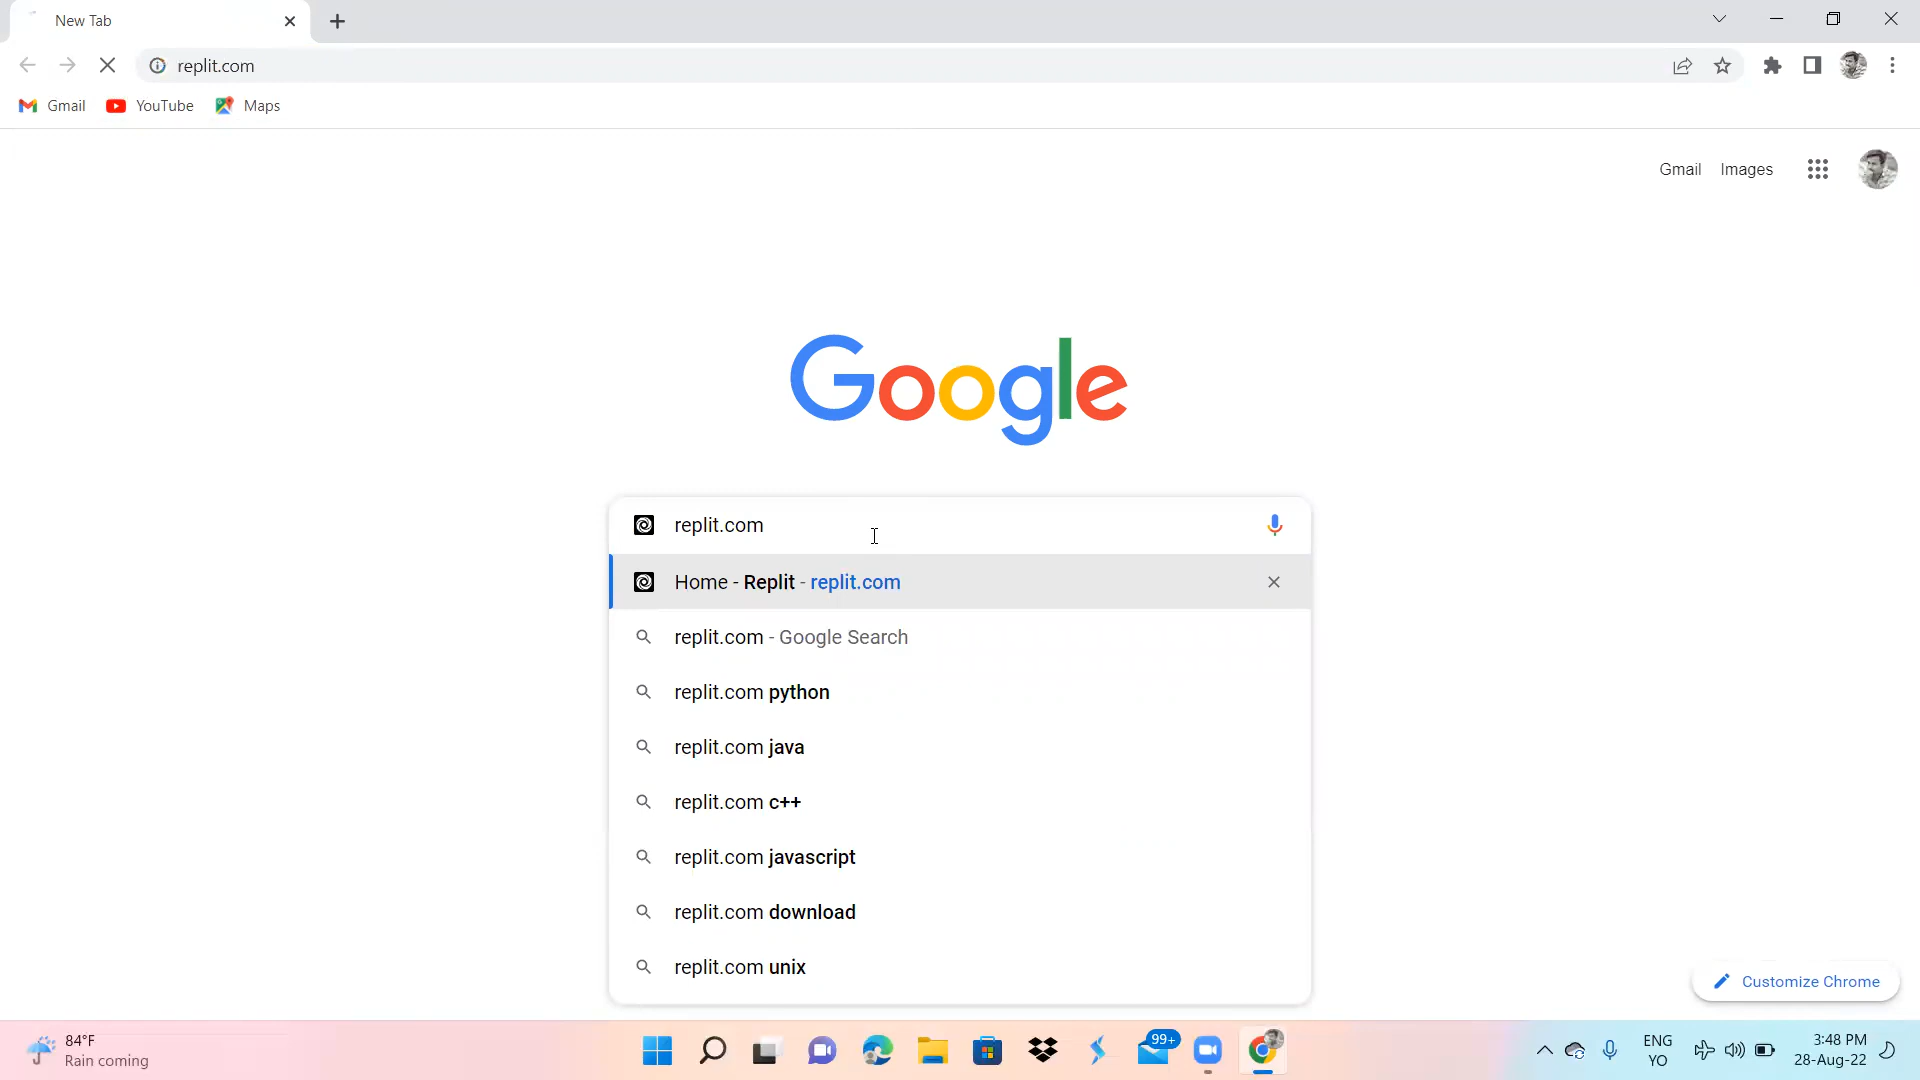 New Tab
replit.com
Gmail YouTube Maps
Gmail Images
Google
replit.com
Home - Replit - replit.com
replit.com - Google Search
replit.com python
replit.com java
replit.com c++
replit.com javascript
replit.com download
replit.com unix
Customize Chrome
84°F
Rain coming
99+
ENG
YO
3:48 PM
28-Aug-22